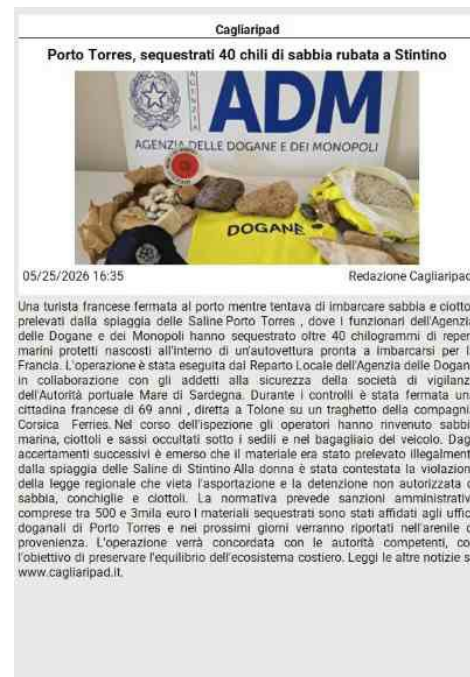 Cagliaripad
Porto Torres, sequestrati 40 chili di sabbia rubata a Stintino
AGENZIA
ADM
AGENZIA DELLE DOGANE E DEI MONOPOLI
DOGANE
05/25/2026 16:35
Redazione Cagliaripad
Una turista francese fermata al porto mentre tentava di imbarcare sabbia e ciotto
prelevati dalla spiaggia delle Saline Porto Torres , dove i funzionari dell'Agenzia
delle Dogane e dei Monopoli hanno sequestrato oltre 40 chilogrammi di reper
marini protetti nascosti all'interno di un'autovettura pronta a imbarcarsi per l
Francia. L'operazione è stata eseguita dal Reparto Locale dell'Agenzia delle Dogan
in collaborazione con gli addetti alla sicurezza della società di vigilanz
dell'Autorità portuale Mare di Sardegna. Durante i controlli è stata fermata un
cittadina francese di 69 anni , diretta a Tolone su un traghetto della compagni
Corsica Ferries. Nel corso dell'ispezione gli operatori hanno rinvenuto sabbi
marina, ciottoli e sassi occultati sotto i sedili e nel bagagliaio del veicolo. Dag
accertamenti successivi è emerso che il materiale era stato prelevato illegalment
dalla spiaggia delle Saline di Stintino Alla donna è stata contestata la violazion
della legge regionale che vieta l'asportazione e la detenzione non autorizzata d
sabbia, conchiglie e ciottoli. La normativa prevede sanzioni amministrativ
comprese tra 500 e 3mila euro I materiali sequestrati sono stati affidati agli uffic
doganali di Porto Torres e nei prossimi giorni verranno riportati nell'arenile d
provenienza. L'operazione verrà concordata con le autorità competenti, co
l'obiettivo di preservare l'equilibrio dell'ecosistema costiero. Leggi le altre notizie s
www.cagliaripad.it.